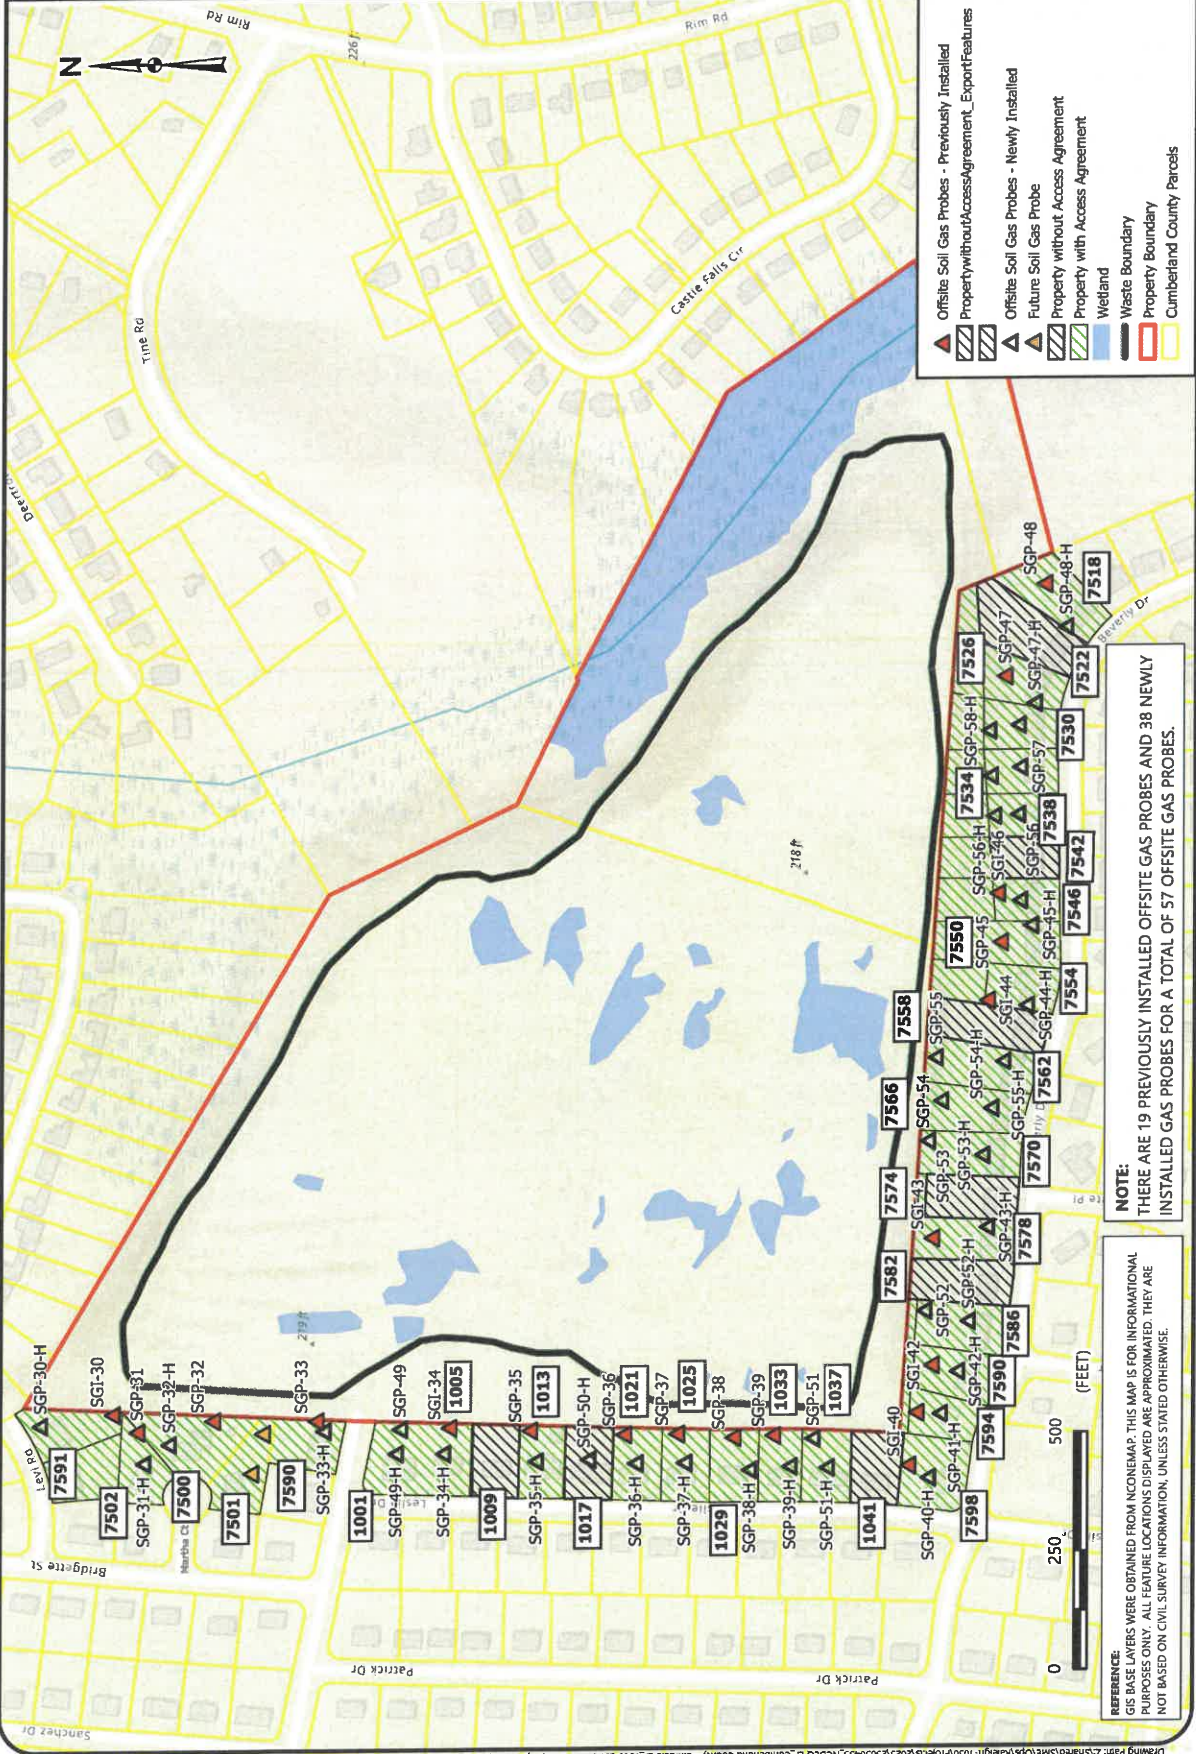 Rim Rd
Rim Rd
226 ft
N
Tine Rd
Castle Falls Cir
Levi Rd
Bridgette St
Martha Ct
Patrick Dr
Patrick Dr
Sanchez Dr
Beverly Dr
219 ft
218 ft
SGP-30-H
SGI-30
SGP-31
SGP-32-H
SGP-32
SGP-33
SGP-31-H
SGP-33-H
7591
7502
7500
7501
7590
SGP-49
SGI-34
1005
SGP-35
1013
SGP-50-H
SGP-36
1021
SGP-37
1025
SGP-38
SGP-39
1033
SGP-51
1037
1001
SGP-49-H
SGP-34-H
1009
SGP-35-H
1017
SGP-36-H
SGP-37-H
1029
SGP-38-H
SGP-39-H
SGP-51-H
1041
SGI-40
SGP-40-H
7598
SGP-41-H
7594
SGI-42
SGP-42-H
7590
7586
SGP-52
SGP-52-H
7582
SGP-43-H
7578
SGI-43
7574
SGP-53
SGP-53-H
7570
SGP-54
7566
SGP-55-H
7562
SGP-54-H
SGP-55
7558
SGP-44-H
SGI-44
7554
7550
SGP-45
SGP-45-H
7546
7542
SGP-56-H
SGI-46
SGP-56
7538
7534
SGP-57
SGP-58-H
7530
7526
SGP-47
SGP-47-H
7522
SGP-48
SGP-48-H
7518
Offsite Soil Gas Probes - Previously Installed
PropertywithoutAccessAgreement_ExportFeatures
Offsite Soil Gas Probes - Newly Installed
Future Soil Gas Probe
Property without Access Agreement
Property with Access Agreement
Wetland
Waste Boundary
Property Boundary
Cumberland County Parcels
0 250 500
(FEET)
REFERENCE:
GIS BASE LAYERS WERE OBTAINED FROM NCONEMAP. THIS MAP IS FOR INFORMATIONAL
PURPOSES ONLY. ALL FEATURE LOCATIONS DISPLAYED ARE APPROXIMATED. THEY ARE
NOT BASED ON CIVIL SURVEY INFORMATION, UNLESS STATED OTHERWISE.
NOTE:
THERE ARE 19 PREVIOUSLY INSTALLED OFFSITE GAS PROBES AND 38 NEWLY
INSTALLED GAS PROBES FOR A TOTAL OF 57 OFFSITE GAS PROBES.